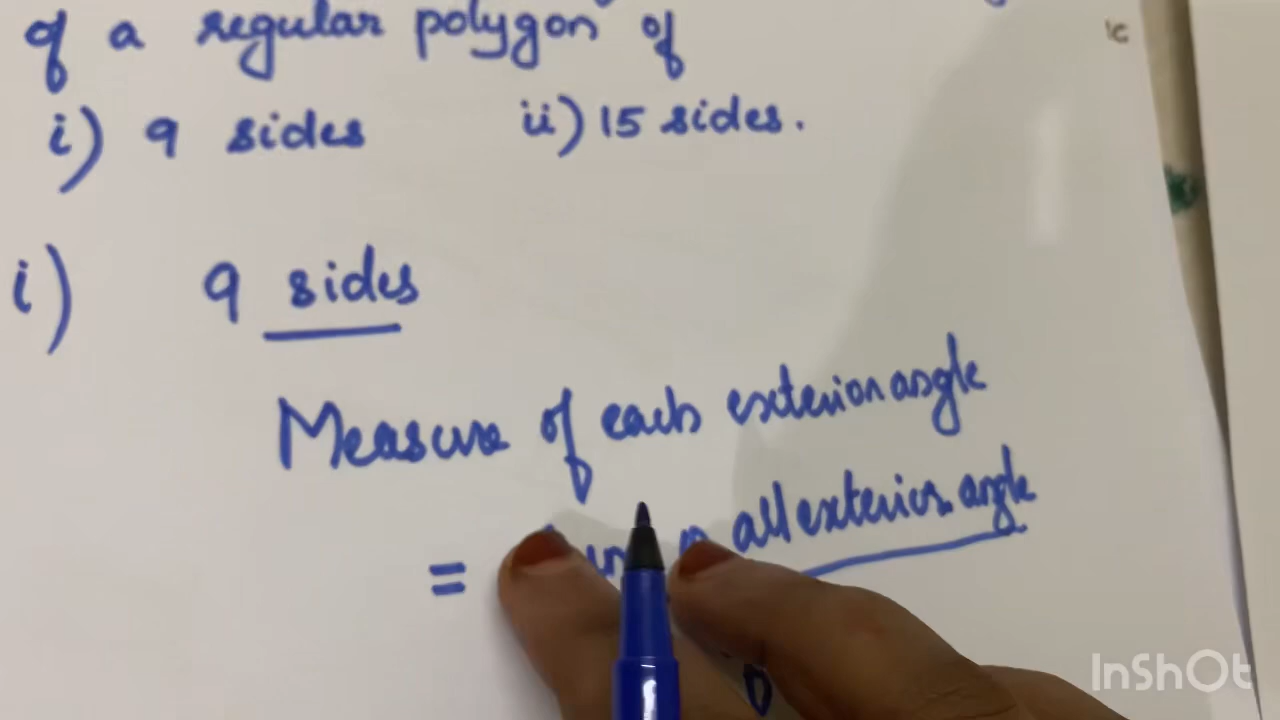 of a regular polygon of
i) 9 sides ii) 15 sides.
i) 9 sides
Measure of each exterior angle
= all exterior angle
InShOt